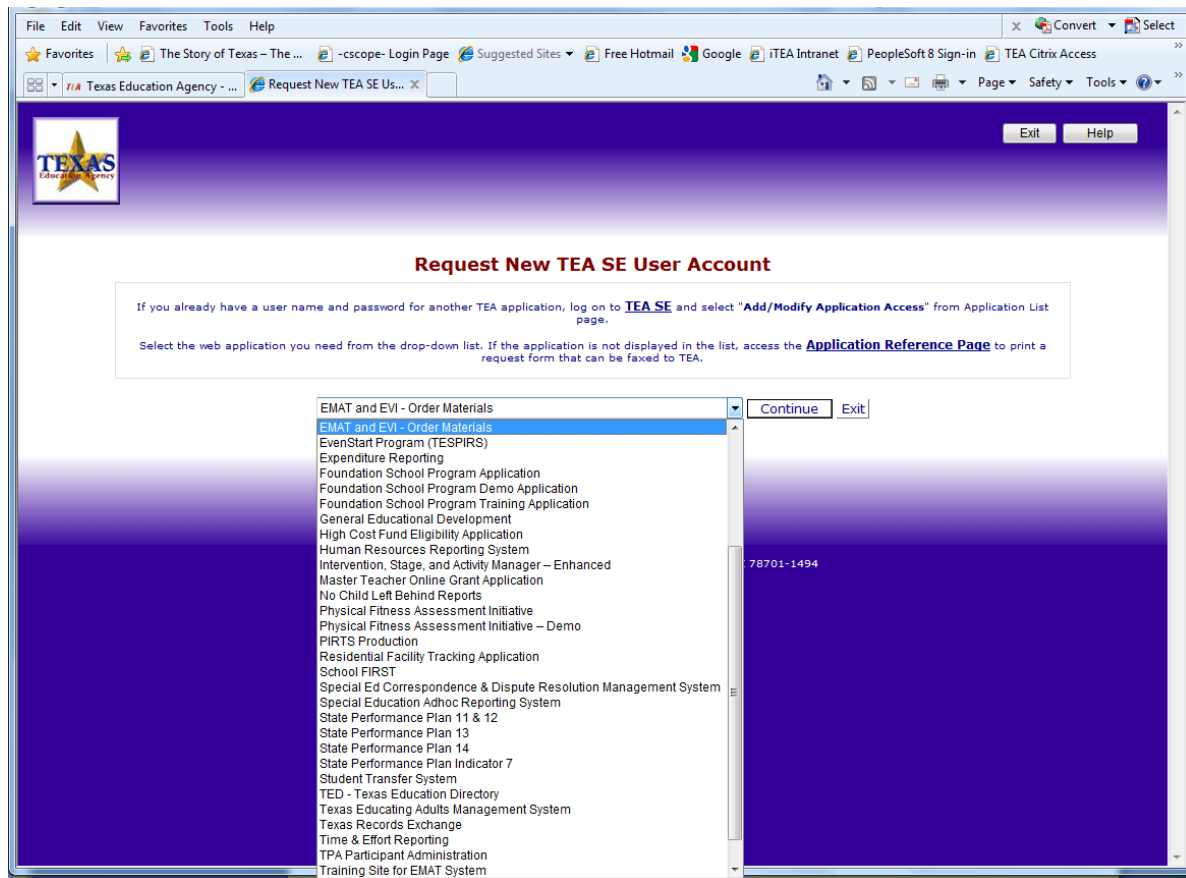 File Edit View Favorites Tools Help
x Convert Select
Favorites The Story of Texas – The ... -cscope- Login Page Suggested Sites Free Hotmail Google iTEA Intranet PeopleSoft 8 Sign-in TEA Citrix Access »
TEA Texas Education Agency - ... Request New TEA SE Us... X Page Safety Tools »
Exit Help
TEXAS
Education Agency
Request New TEA SE User Account
If you already have a user name and password for another TEA application, log on to TEA SE and select "Add/Modify Application Access" from Application List
page.
Select the web application you need from the drop-down list. If the application is not displayed in the list, access the Application Reference Page to print a
request form that can be faxed to TEA.
EMAT and EVI - Order Materials Continue Exit
EMAT and EVI - Order Materials
EvenStart Program (TESPIRS)
Expenditure Reporting
Foundation School Program Application
Foundation School Program Demo Application
Foundation School Program Training Application
General Educational Development
High Cost Fund Eligibility Application
Human Resources Reporting System
Intervention, Stage, and Activity Manager – Enhanced 78701-1494
Master Teacher Online Grant Application
No Child Left Behind Reports
Physical Fitness Assessment Initiative
Physical Fitness Assessment Initiative – Demo
PIRTS Production
Residential Facility Tracking Application
School FIRST
Special Ed Correspondence & Dispute Resolution Management System
Special Education Adhoc Reporting System
State Performance Plan 11 & 12
State Performance Plan 13
State Performance Plan 14
State Performance Plan Indicator 7
Student Transfer System
TED - Texas Education Directory
Texas Educating Adults Management System
Texas Records Exchange
Time & Effort Reporting
TPA Participant Administration
Training Site for EMAT System